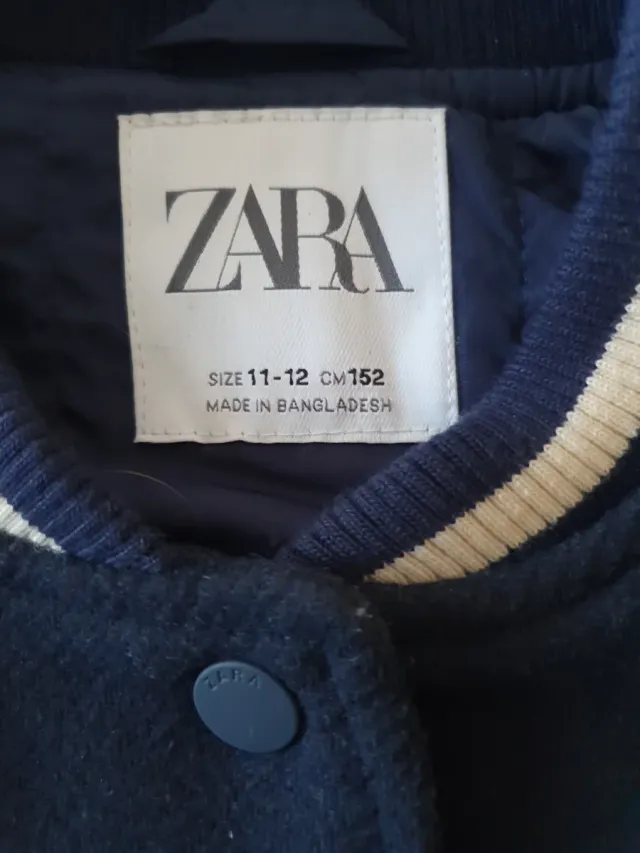 ZARA
SIZE 11-12 CM 152
MADE IN BANGLADESH
ZARA